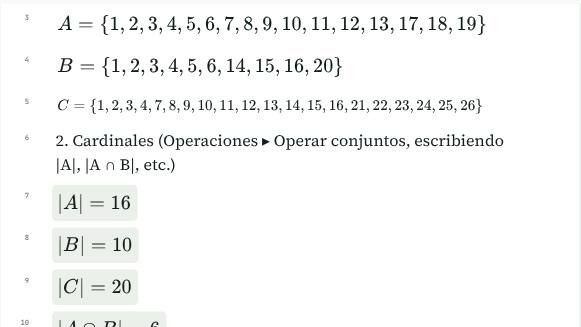 3 A = {1, 2, 3, 4, 5, 6, 7, 8, 9, 10, 11, 12, 13, 17, 18, 19}
4 B = {1, 2, 3, 4, 5, 6, 14, 15, 16, 20}
5 C = {1, 2, 3, 4, 7, 8, 9, 10, 11, 12, 13, 14, 15, 16, 21, 22, 23, 24, 25, 26}
6 2. Cardinales (Operaciones ▸ Operar conjuntos, escribiendo
|A|, |A ∩ B|, etc.)
7 |A| = 16
8 |B| = 10
9 |C| = 20
10 |A ∩ B| = 6